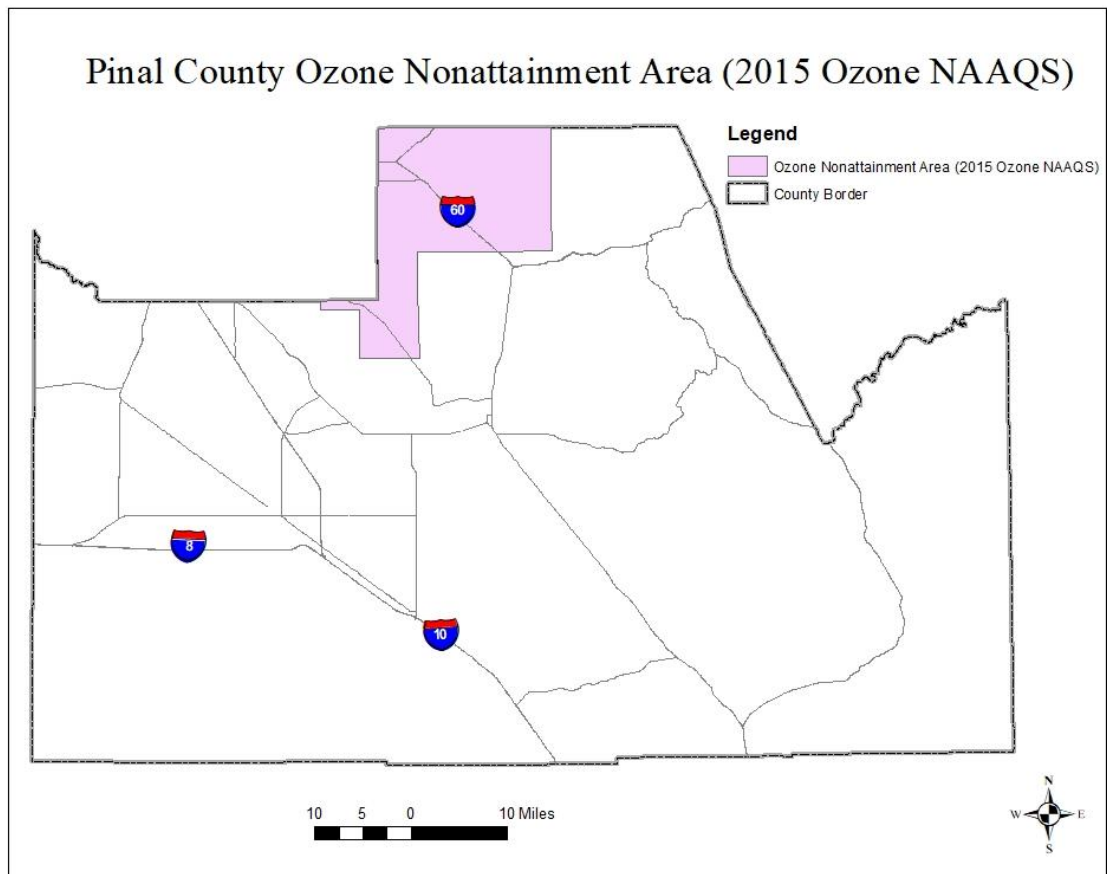 Pinal County Ozone Nonattainment Area (2015 Ozone NAAQS)
Legend
Ozone Nonattainment Area (2015 Ozone NAAQS)
County Border
60
8
10
10 5 0 10 Miles
N
W E
S